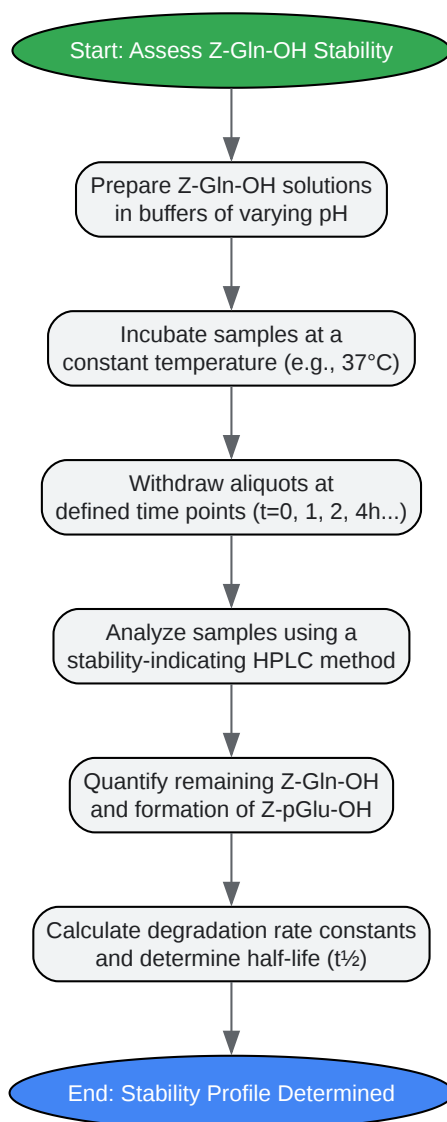 Start: Assess Z-Gln-OH Stability
Prepare Z-Gln-OH solutions
in buffers of varying pH
Incubate samples at a
constant temperature (e.g., 37°C)
Withdraw aliquots at
defined time points (t=0, 1, 2, 4h...)
Analyze samples using a
stability-indicating HPLC method
Quantify remaining Z-Gln-OH
and formation of Z-pGlu-OH
Calculate degradation rate constants
and determine half-life (t½)
End: Stability Profile Determined